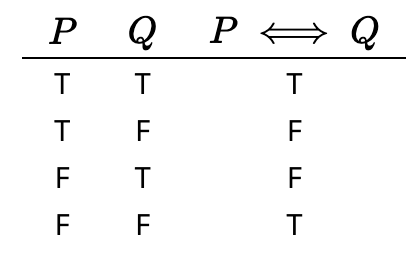 P Q P ⟺ Q
T T T
T F F
F T F
F F T